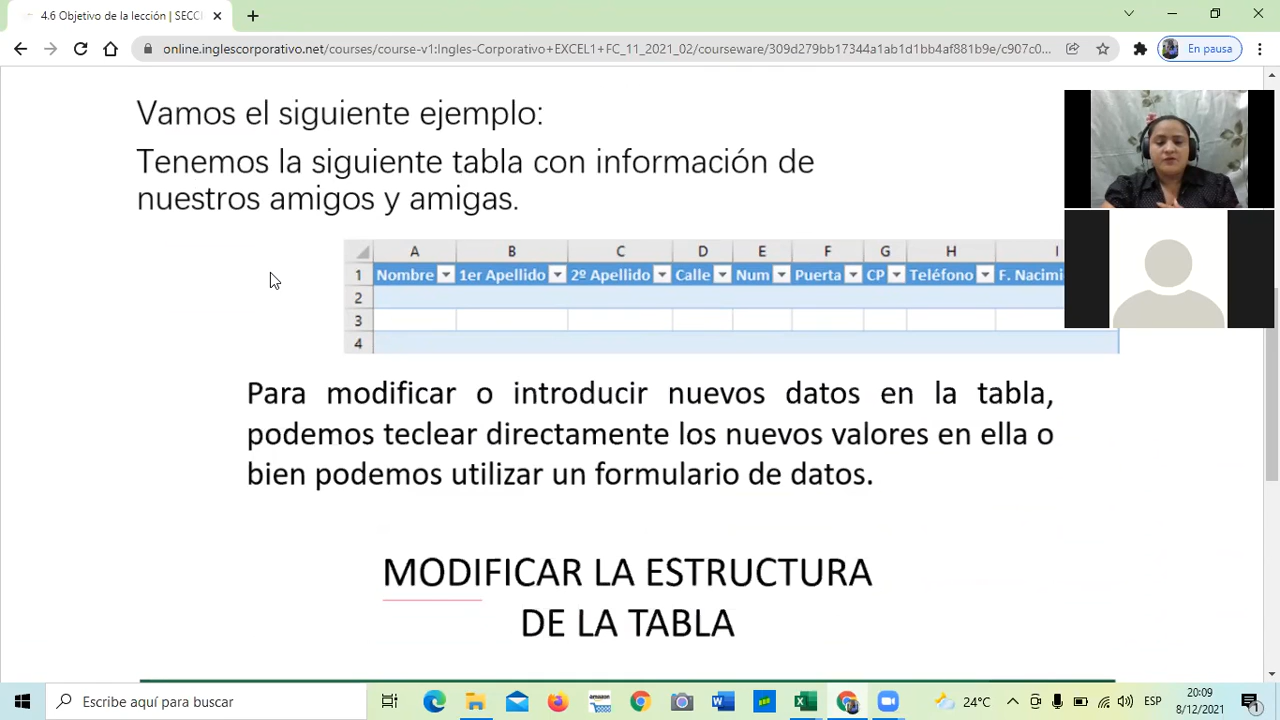 4.6 Objetivo de la lección | SECCI
online.inglescorporativo.net/courses/course-v1:Ingles-Corporativo+EXCEL1+FC_11_2021_02/courseware/309d279bb17344a1ab1d1bb4af881b9e/c907c0...
En pausa
Vamos el siguiente ejemplo:
Tenemos la siguiente tabla con información de
nuestros amigos y amigas.
A B C D E F G H I
1 Nombre 1er Apellido 2º Apellido Calle Num Puerta CP Teléfono F. Nacimi
2
3
4
Para modificar o introducir nuevos datos en la tabla,
podemos teclear directamente los nuevos valores en ella o
bien podemos utilizar un formulario de datos.
MODIFICAR LA ESTRUCTURA
DE LA TABLA
Escribe aquí para buscar
amazon
24°C
ESP
20:09
8/12/2021
1